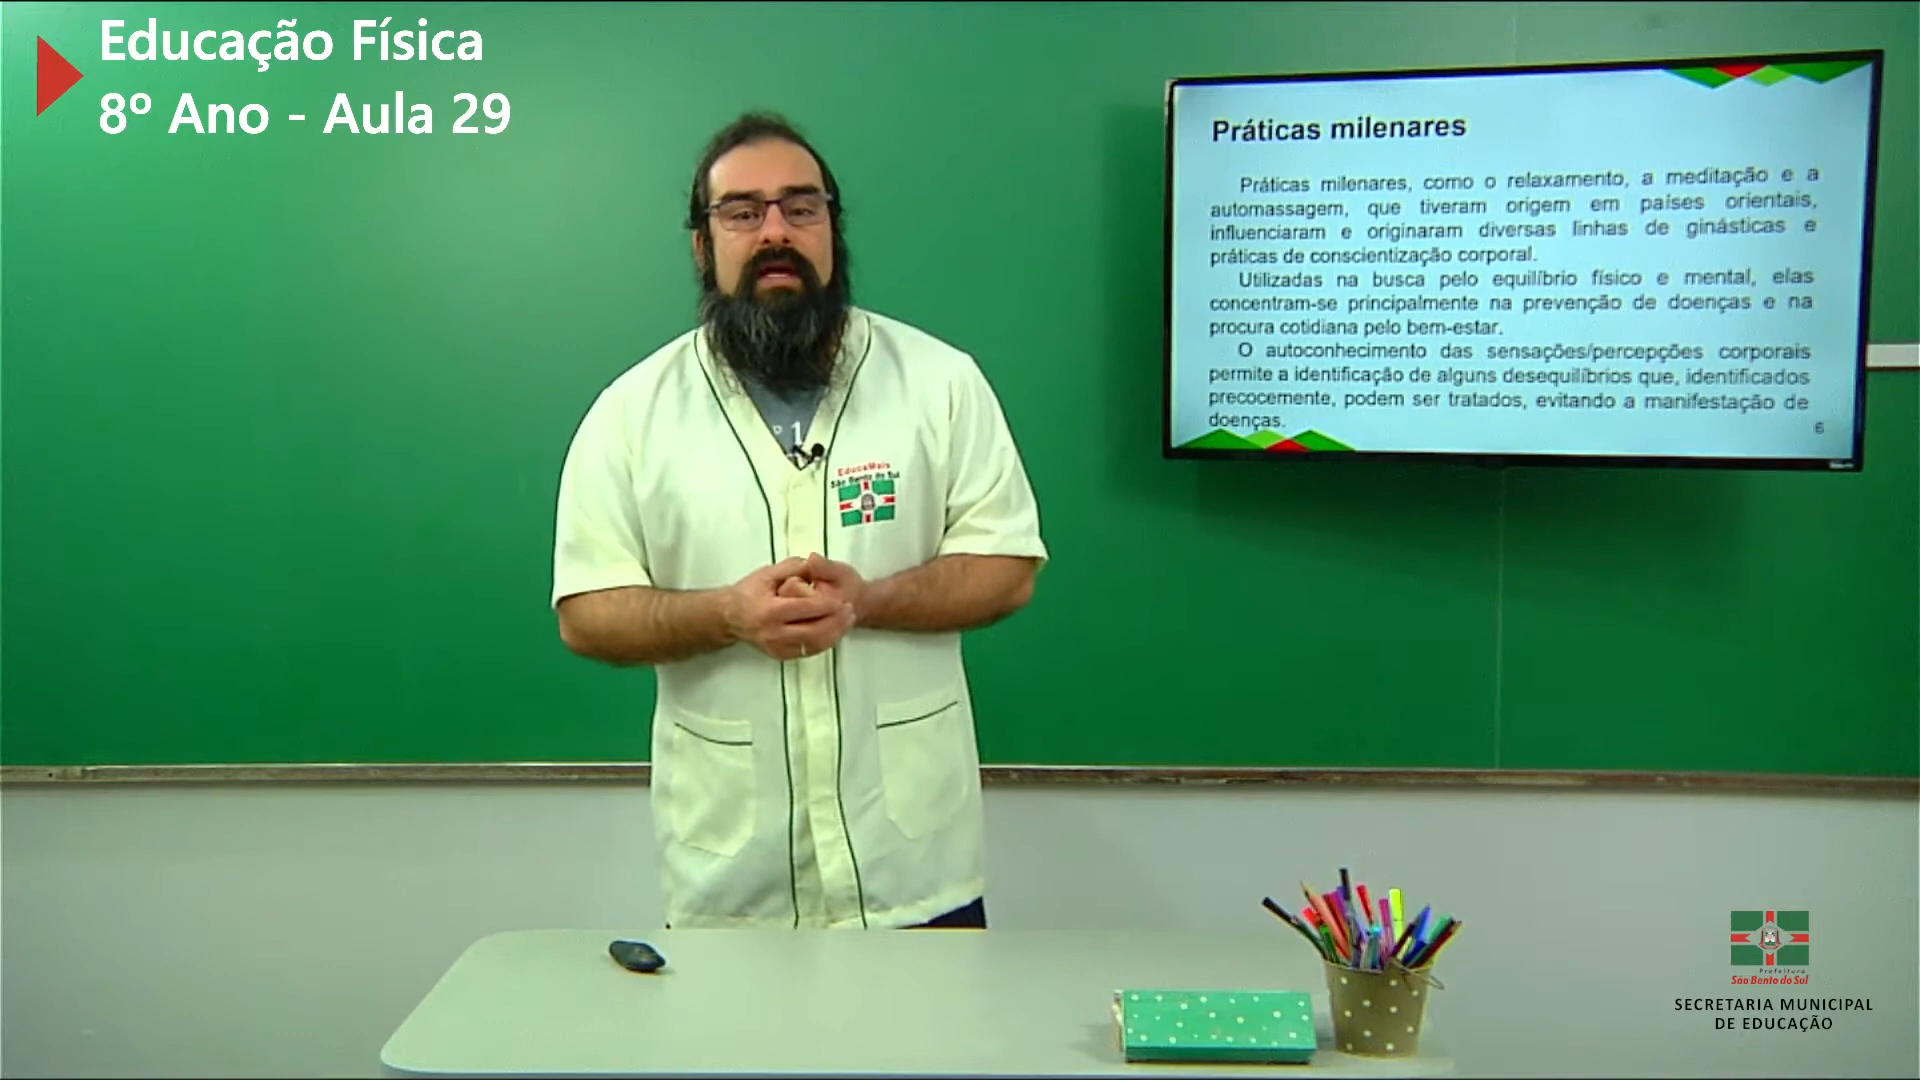 Educação Física
8º Ano - Aula 29
Práticas milenares
Práticas milenares, como o relaxamento, a meditação e a
automassagem, que tiveram origem em países orientais,
influenciaram e originaram diversas linhas de ginásticas e
práticas de conscientização corporal.
Utilizadas na busca pelo equilíbrio físico e mental, elas
concentram-se principalmente na prevenção de doenças e na
procura cotidiana pelo bem-estar.
O autoconhecimento das sensações/percepções corporais
permite a identificação de alguns desequilíbrios que, identificados
precocemente, podem ser tratados, evitando a manifestação de
doenças.
6
º 1
EducaMais
São Bento do Sul
Prefeitura
São Bento do Sul
SECRETARIA MUNICIPAL
DE EDUCAÇÃO